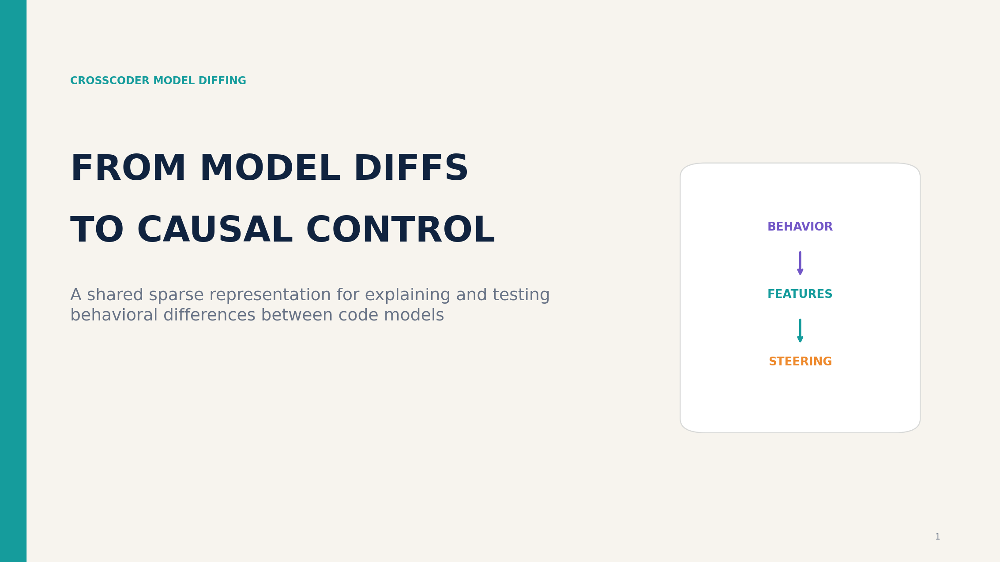 CROSSCODER MODEL DIFFING
FROM MODEL DIFFS
TO CAUSAL CONTROL
A shared sparse representation for explaining and testing
behavioral differences between code models
BEHAVIOR
FEATURES
STEERING
1